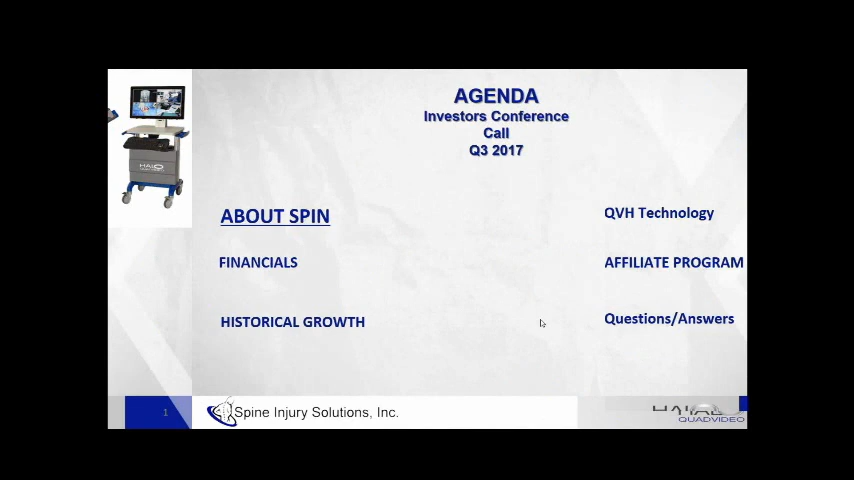 AGENDA
Investors Conference
Call
Q3 2017
ABOUT SPIN
FINANCIALS
HISTORICAL GROWTH
QVH Technology
AFFILIATE PROGRAM
Questions/Answers
HALO
1
Spine Injury Solutions, Inc.
QUADVIDEO